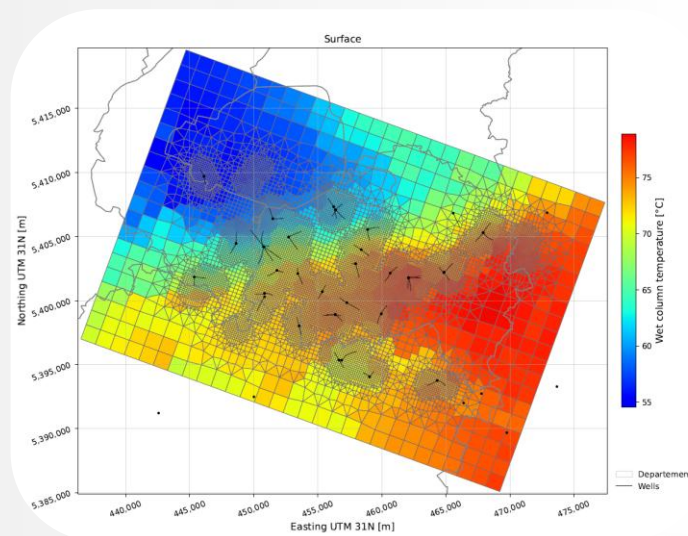 Surface
5,415,000
5,410,000
5,405,000
5,400,000
5,395,000
5,390,000
5,385,000
Northing UTM 31N [m]
440,000 445,000 450,000 455,000 460,000 465,000 470,000 475,000
Easting UTM 31N [m]
75
70
65
60
55
Wet column temperature [°C]
Departemen
Wells